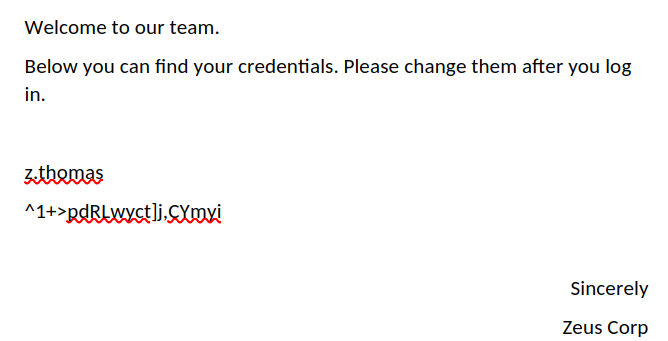 Welcome to our team.
Below you can find your credentials. Please change them after you log
in.
z.thomas
^1+>pdRLwyct]j,CYmyi
Sincerely
Zeus Corp